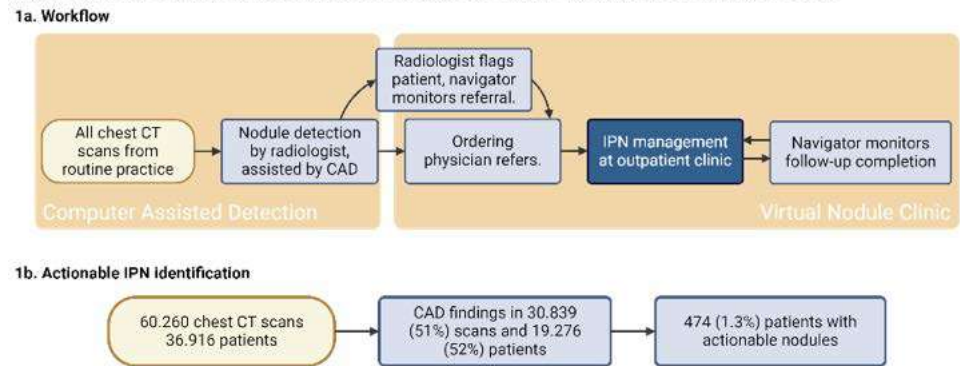 1a. Workflow
Radiologist flags
patient, navigator
monitors referral.
All chest CT
scans from
routine practice
Nodule detection
by radiologist,
assisted by CAD
Ordering
physician refers.
IPN management
at outpatient clinic
Navigator monitors
follow-up completion
Computer Assisted Detection
Virtual Nodule Clinic
1b. Actionable IPN identification
60.260 chest CT scans
36.916 patients
CAD findings in 30.839
(51%) scans and 19.276
(52%) patients
474 (1.3%) patients with
actionable nodules